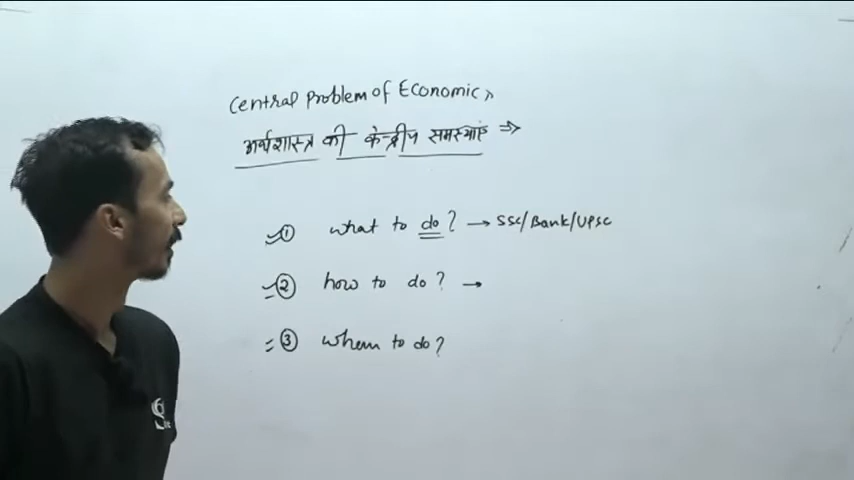 Central Problem of Economic,
अर्थशास्त्र की केन्द्रीय समस्याएं ⇒
① what to do? → SSC/Bank/UPSC
② how to do? →
③ whem to do?